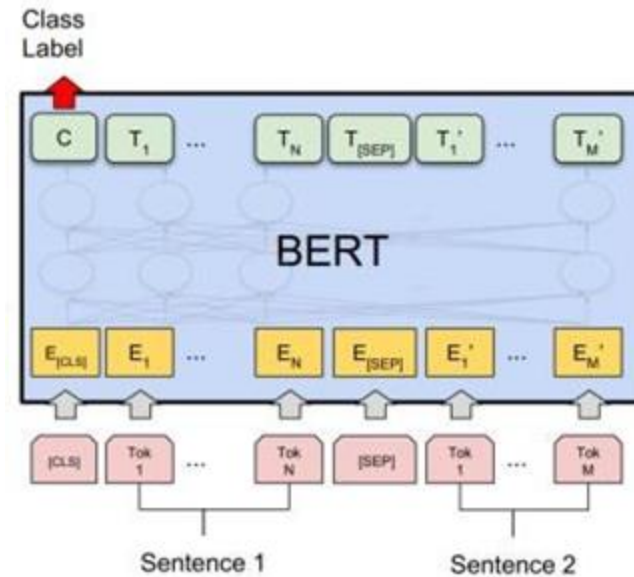 Class
Label
C T1 ... TN T[SEP] T1' ... TM'
BERT
E[CLS] E1 ... EN E[SEP] E1' ... EM'
[CLS] Tok 1 ... Tok N [SEP] Tok 1 ... Tok M
Sentence 1 Sentence 2